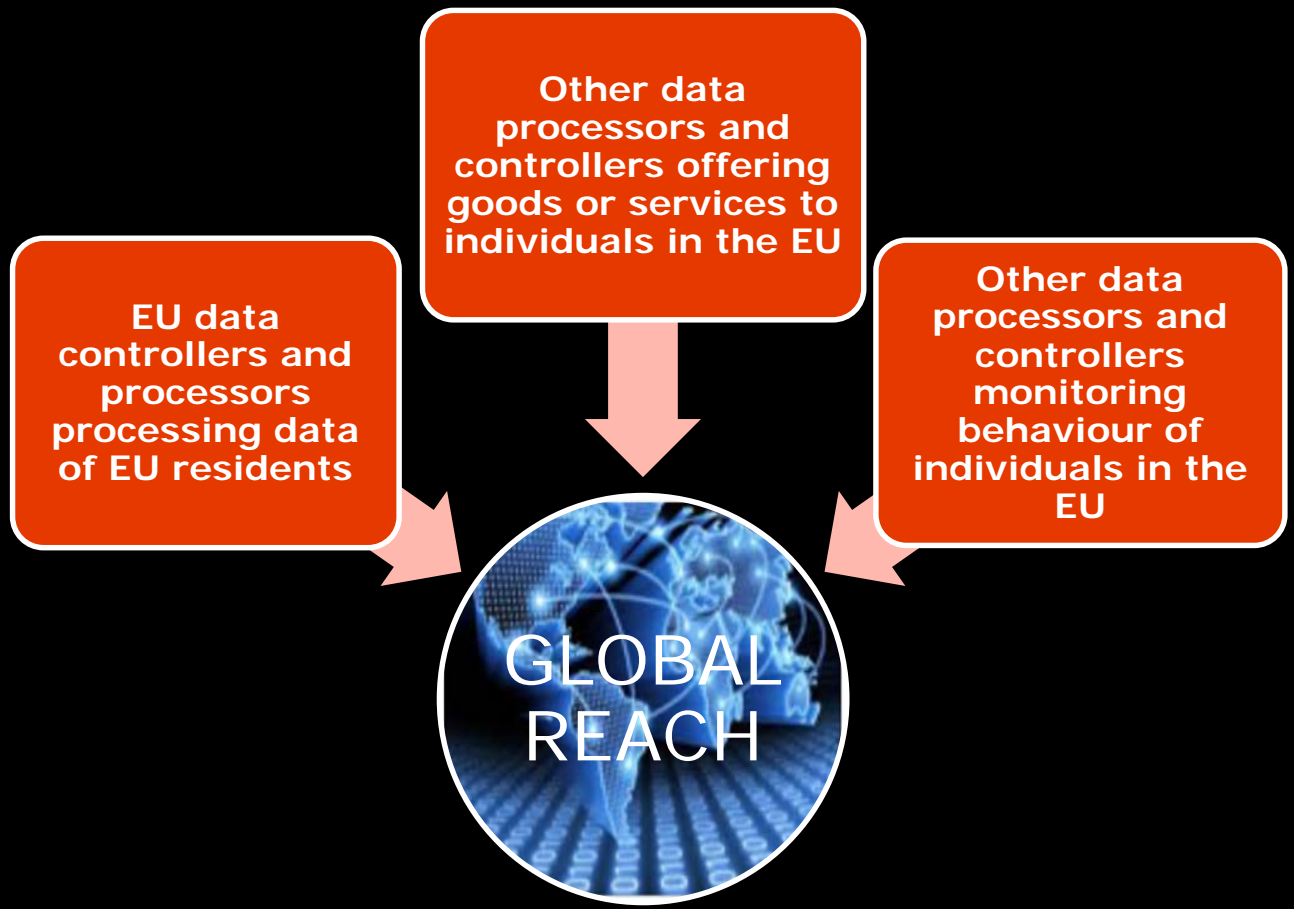 Other data
processors and
controllers offering
goods or services to
individuals in the EU
EU data
controllers and
processors
processing data
of EU residents
Other data
processors and
controllers
monitoring
behaviour of
individuals in the
EU
GLOBAL
REACH